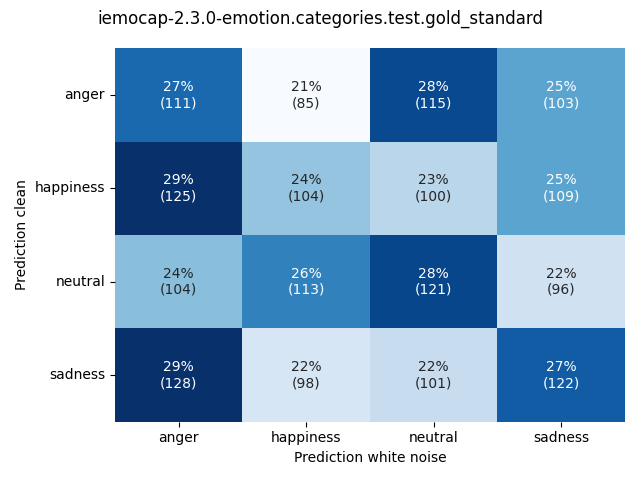 iemocap-2.3.0-emotion.categories.test.gold_standard
Prediction clean
anger
27%
(111)
21%
(85)
28%
(115)
25%
(103)
happiness
29%
(125)
24%
(104)
23%
(100)
25%
(109)
neutral
24%
(104)
26%
(113)
28%
(121)
22%
(96)
sadness
29%
(128)
22%
(98)
22%
(101)
27%
(122)
anger
happiness
neutral
sadness
Prediction white noise